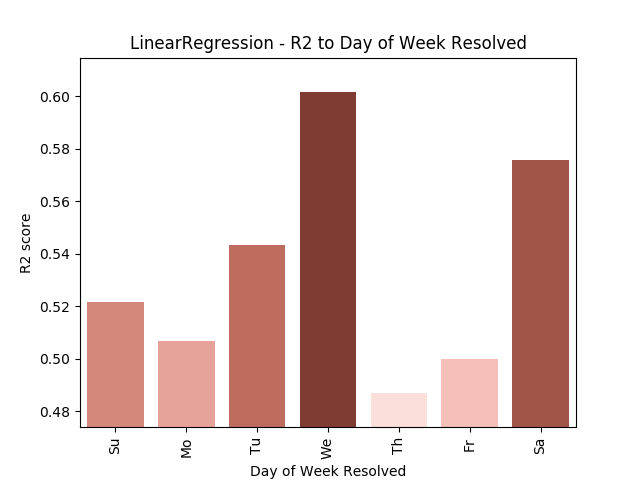 LinearRegression - R2 to Day of Week Resolved
0.60
0.58
0.56
0.54
0.52
0.50
0.48
R2 score
Su
Mo
Tu
We
Th
Fr
Sa
Day of Week Resolved